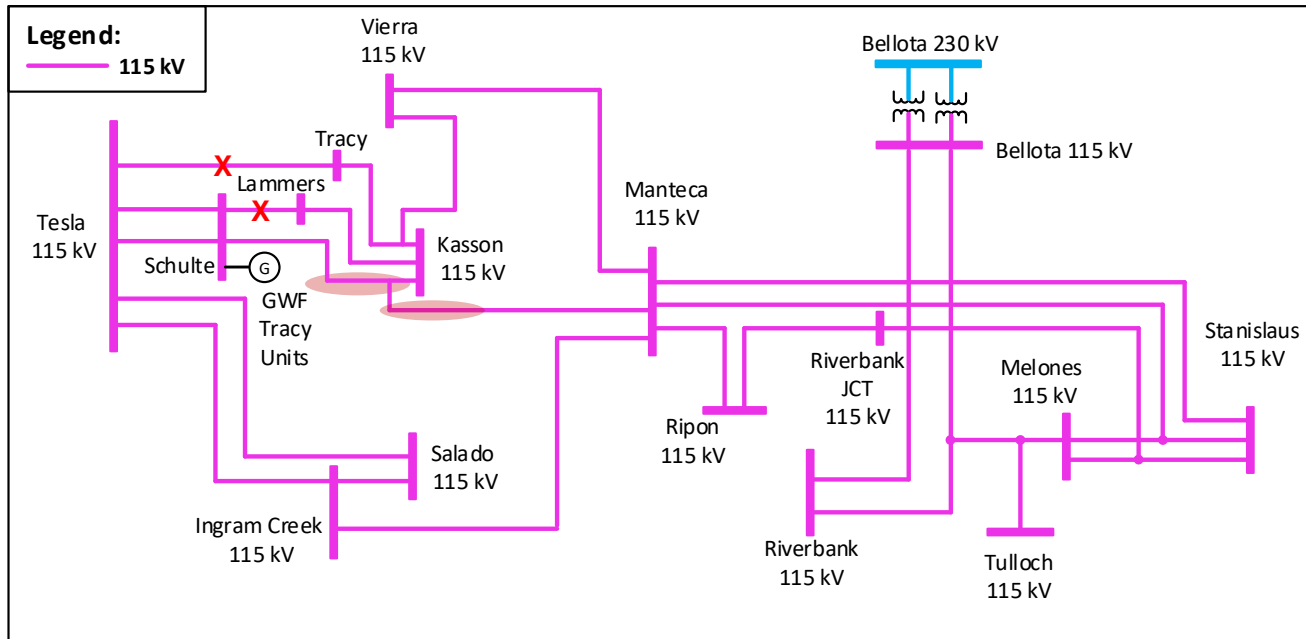 Legend:
115 kV
Vierra
115 kV
Bellota 230 kV
Tracy
Bellota 115 kV
X
Lammers
X
Manteca
115 kV
Tesla
115 kV
Kasson
115 kV
Schulte
G
GWF
Tracy
Units
Stanislaus
115 kV
Riverbank
JCT
115 kV
Melones
115 kV
Ripon
115 kV
Salado
115 kV
Ingram Creek
115 kV
Riverbank
115 kV
Tulloch
115 kV